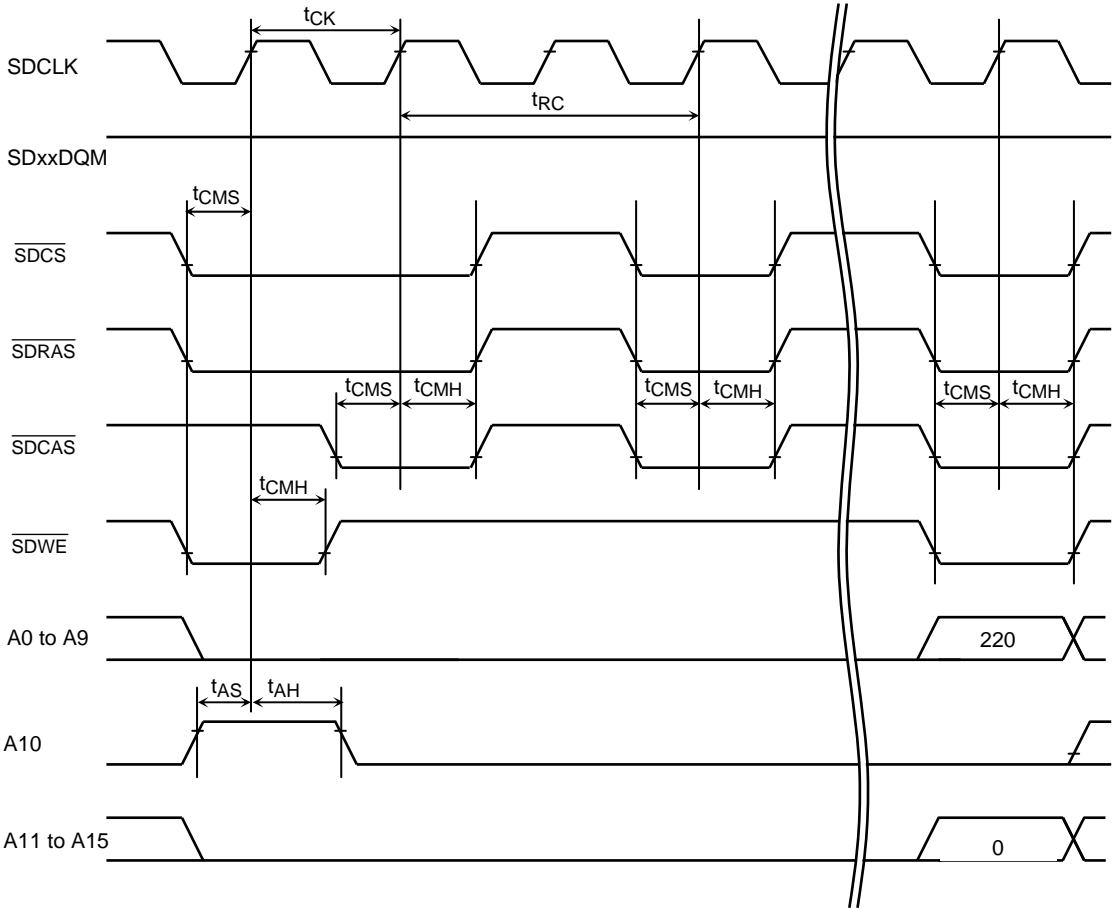 tCK
SDCLK
tRC
SDxxDQM
tCMS
SDCS
SDRAS
tCMS tCMH tCMS tCMH tCMS tCMH
SDCAS
tCMH
SDWE
A0 to A9 220
tAS tAH
A10
A11 to A15 0